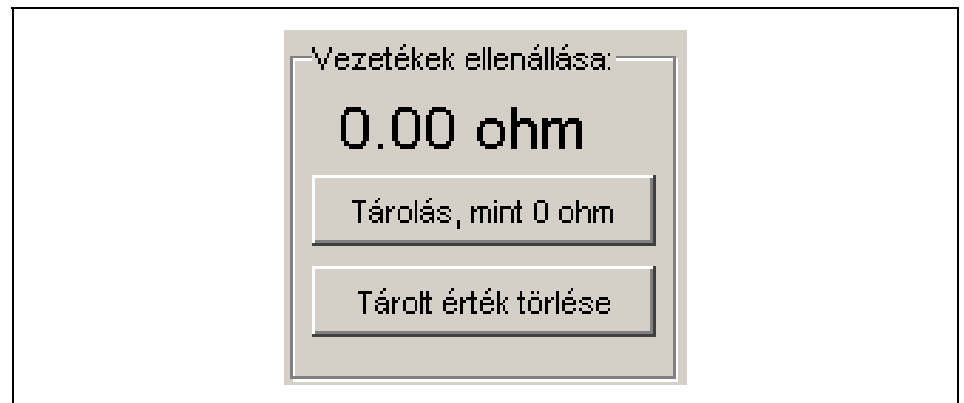 Vezetékek ellenállása:
0.00 ohm
Tárolás, mint 0 ohm
Tárolt érték törlése